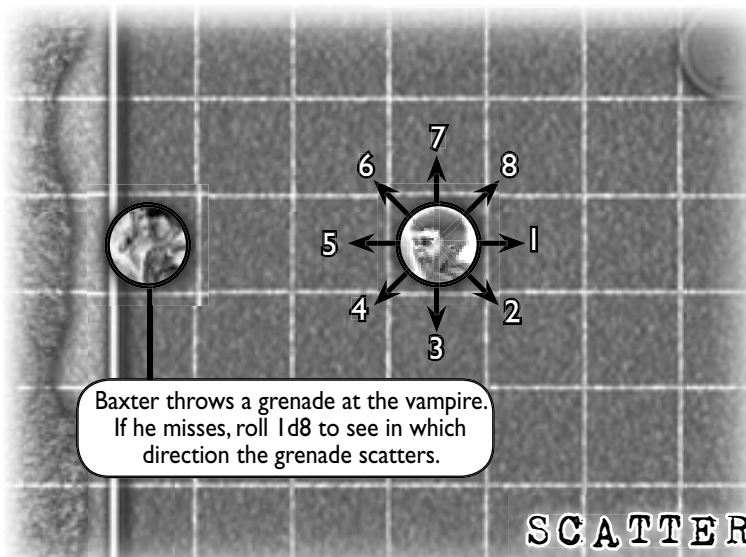 7
6 8
5 1
4 2
3
Baxter throws a grenade at the vampire.
If he misses, roll 1d8 to see in which
direction the grenade scatters.
SCATTER